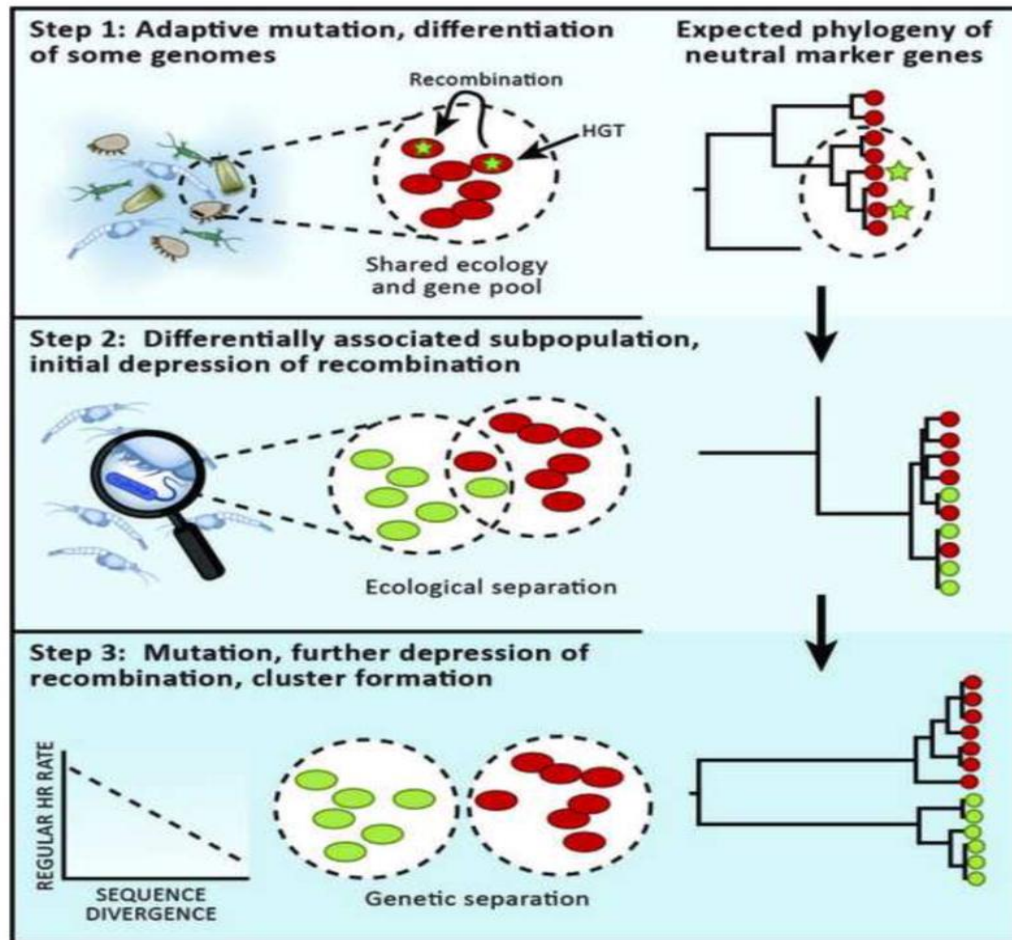 Step 1: Adaptive mutation, differentiation
of some genomes
Expected phylogeny of
neutral marker genes
Recombination
HGT
Shared ecology
and gene pool
Step 2: Differentially associated subpopulation,
initial depression of recombination
Ecological separation
Step 3: Mutation, further depression of
recombination, cluster formation
REGULAR HR RATE
SEQUENCE
DIVERGENCE
Genetic separation